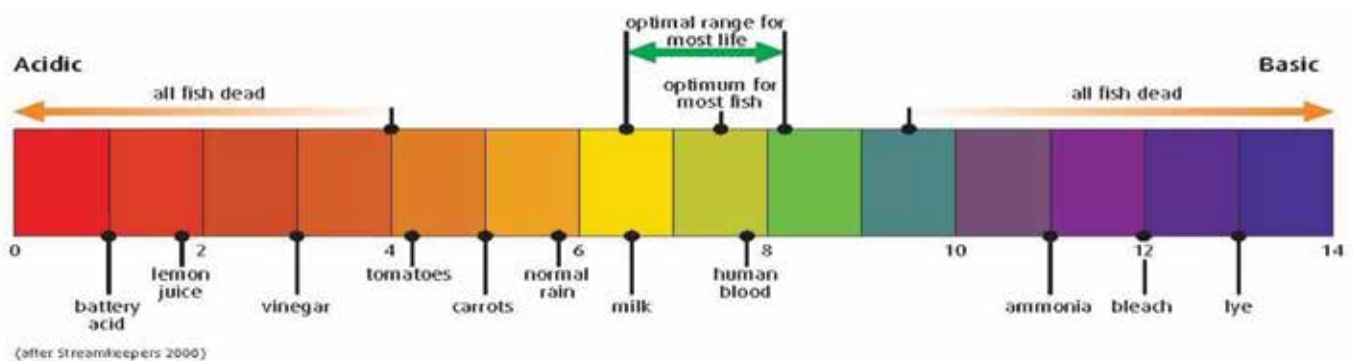 optimal range for
most life
Acidic
Basic
all fish dead
optimum for
most fish
all fish dead
0 2 4 6 8 10 12 14
battery
acid
lemon
juice
vinegar
tomatoes
carrots
normal
rain
milk
human
blood
ammonia
bleach
lye
(after Streamkeepers 2000)